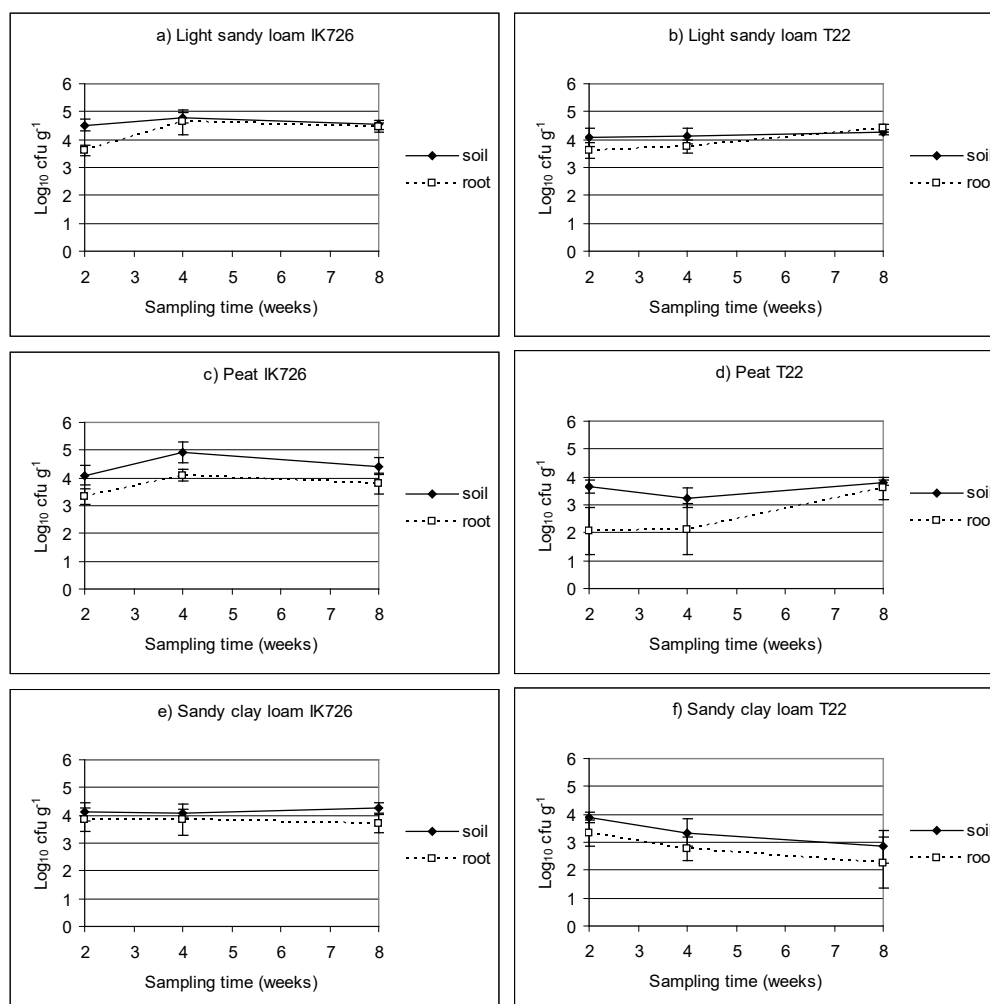 a) Light sandy loam IK726
Log₁₀ cfu g⁻¹
6
5
4
3
2
1
0
2 3 4 5 6 7 8
Sampling time (weeks)
soil
root
b) Light sandy loam T22
Log₁₀ cfu g⁻¹
6
5
4
3
2
1
0
2 3 4 5 6 7 8
Sampling time (weeks)
soil
root
c) Peat IK726
Log₁₀ cfu g⁻¹
6
5
4
3
2
1
0
2 3 4 5 6 7 8
Sampling time (weeks)
soil
root
d) Peat T22
Log₁₀ cfu g⁻¹
6
5
4
3
2
1
0
2 3 4 5 6 7 8
Sampling time (weeks)
soil
root
e) Sandy clay loam IK726
Log₁₀ cfu g⁻¹
6
5
4
3
2
1
0
2 3 4 5 6 7 8
Sampling time (weeks)
soil
root
f) Sandy clay loam T22
Log₁₀ cfu g⁻¹
6
5
4
3
2
1
0
2 3 4 5 6 7 8
Sampling time (weeks)
soil
root